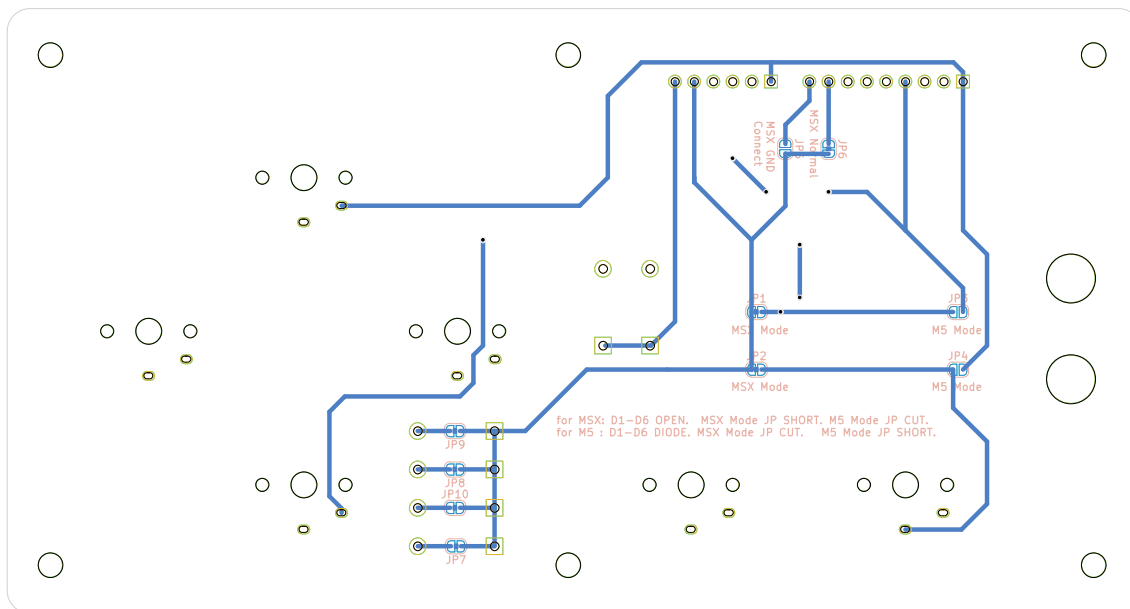 MSX GND
Connect
JP5
MSX Normal
JP6
JP1
MSX Mode
JP3
M5 Mode
JP2
MSX Mode
JP4
M5 Mode
for MSX: D1-D6 OPEN. MSX Mode JP SHORT. M5 Mode JP CUT.
for M5 : D1-D6 DIODE. MSX Mode JP CUT. M5 Mode JP SHORT.
JP9
JP8
JP10
JP7